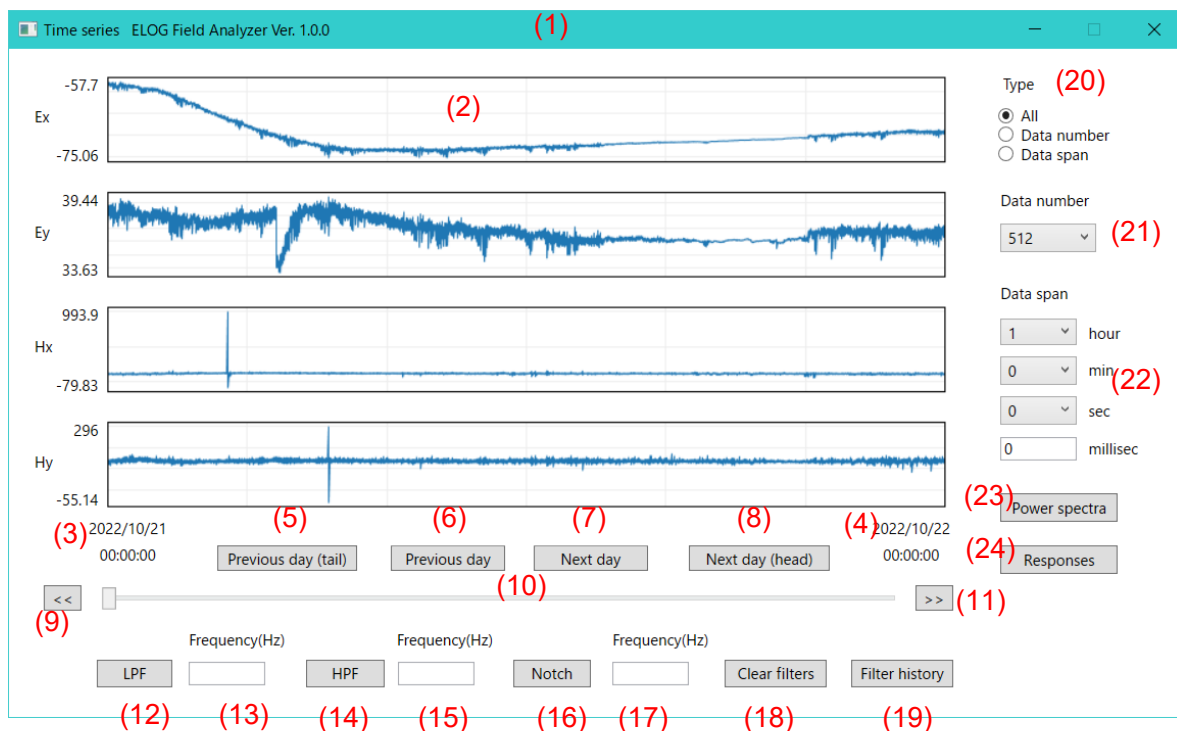 Time series ELOG Field Analyzer Ver. 1.0.0
(1)
-57.7
Ex
-75.06
(2)
39.44
Ey
33.63
993.9
Hx
-79.83
296
Hy
-55.14
Type (20)
All
Data number
Data span
Data number
512 (21)
Data span
1 hour
0 min
(22)
0 sec
0 millisec
(23)
Power spectra
(24)
Responses
(3) 2022/10/21
00:00:00
(5) (6) (7) (8)
(4) 2022/10/22
00:00:00
Previous day (tail) Previous day Next day Next day (head)
(10)
<< >>
(9) (11)
Frequency(Hz) Frequency(Hz) Frequency(Hz)
LPF HPF Notch Clear filters Filter history
(12) (13) (14) (15) (16) (17) (18) (19)